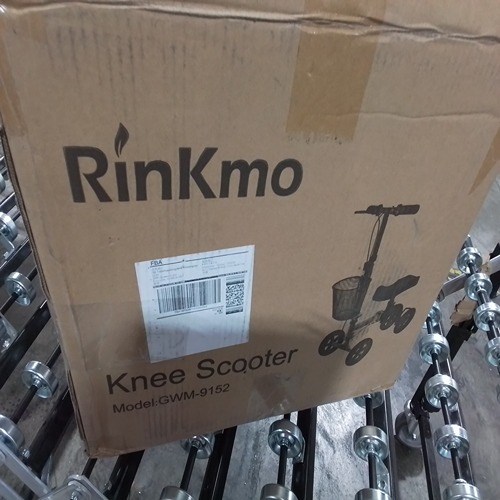 RinKmo
FBA
Knee Scooter
Model:GWM-9152